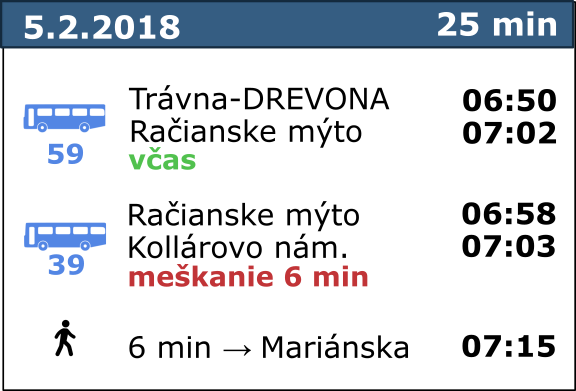 5.2.2018 25 min
Trávna-DREVONA 06:50
Račianske mýto 07:02
59 včas
Račianske mýto 06:58
Kollárovo nám. 07:03
39 meškanie 6 min
6 min → Mariánska 07:15